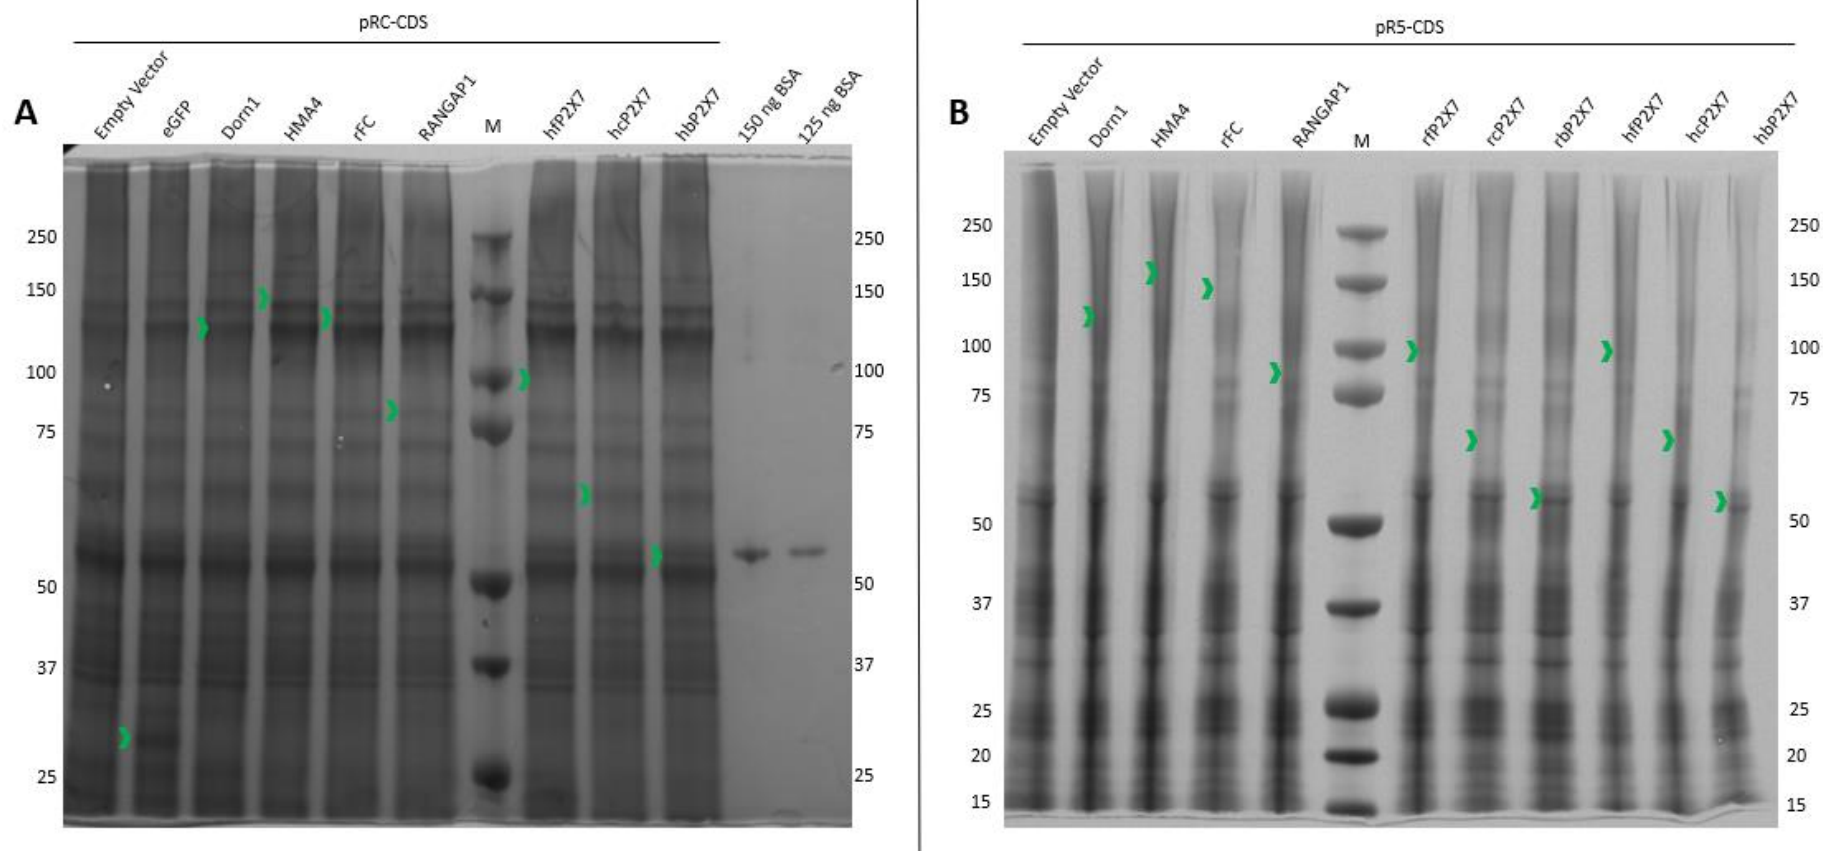 pRC-CDS
A
Empty Vector
eGFP
Dorn1
HMA4
rFC
RANGAP1
M
hfP2X7
hcP2X7
hbP2X7
150 ng BSA
125 ng BSA
250
150
100
75
50
37
25
250
150
100
75
50
37
25
pR5-CDS
B
Empty Vector
Dorn1
HMA4
rFC
RANGAP1
M
rfP2X7
rcP2X7
rbP2X7
hfP2X7
hcP2X7
hbP2X7
250
150
100
75
50
37
25
20
15
250
150
100
75
50
37
25
20
15